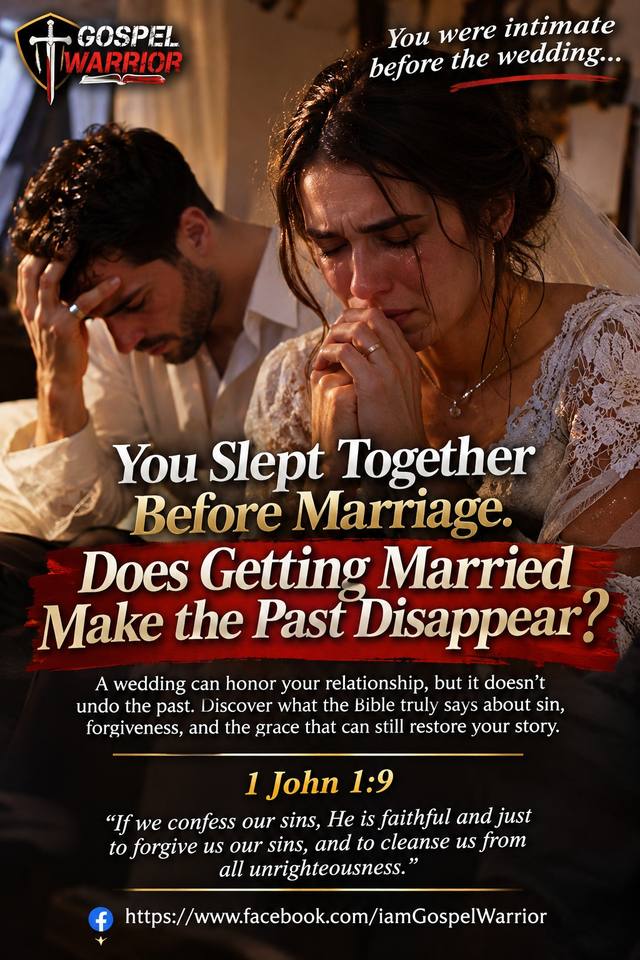 GOSPEL
WARRIOR
You were intimate
before the wedding...
You Slept Together
Before Marriage.
Does Getting Married
Make the Past Disappear?
A wedding can honor your relationship, but it doesn't
undo the past. Discover what the Bible truly says about sin,
forgiveness, and the grace that can still restore your story.
1 John 1:9
“If we confess our sins, He is faithful and just
to forgive us our sins, and to cleanse us from
all unrighteousness.”
https://www.facebook.com/iamGospelWarrior